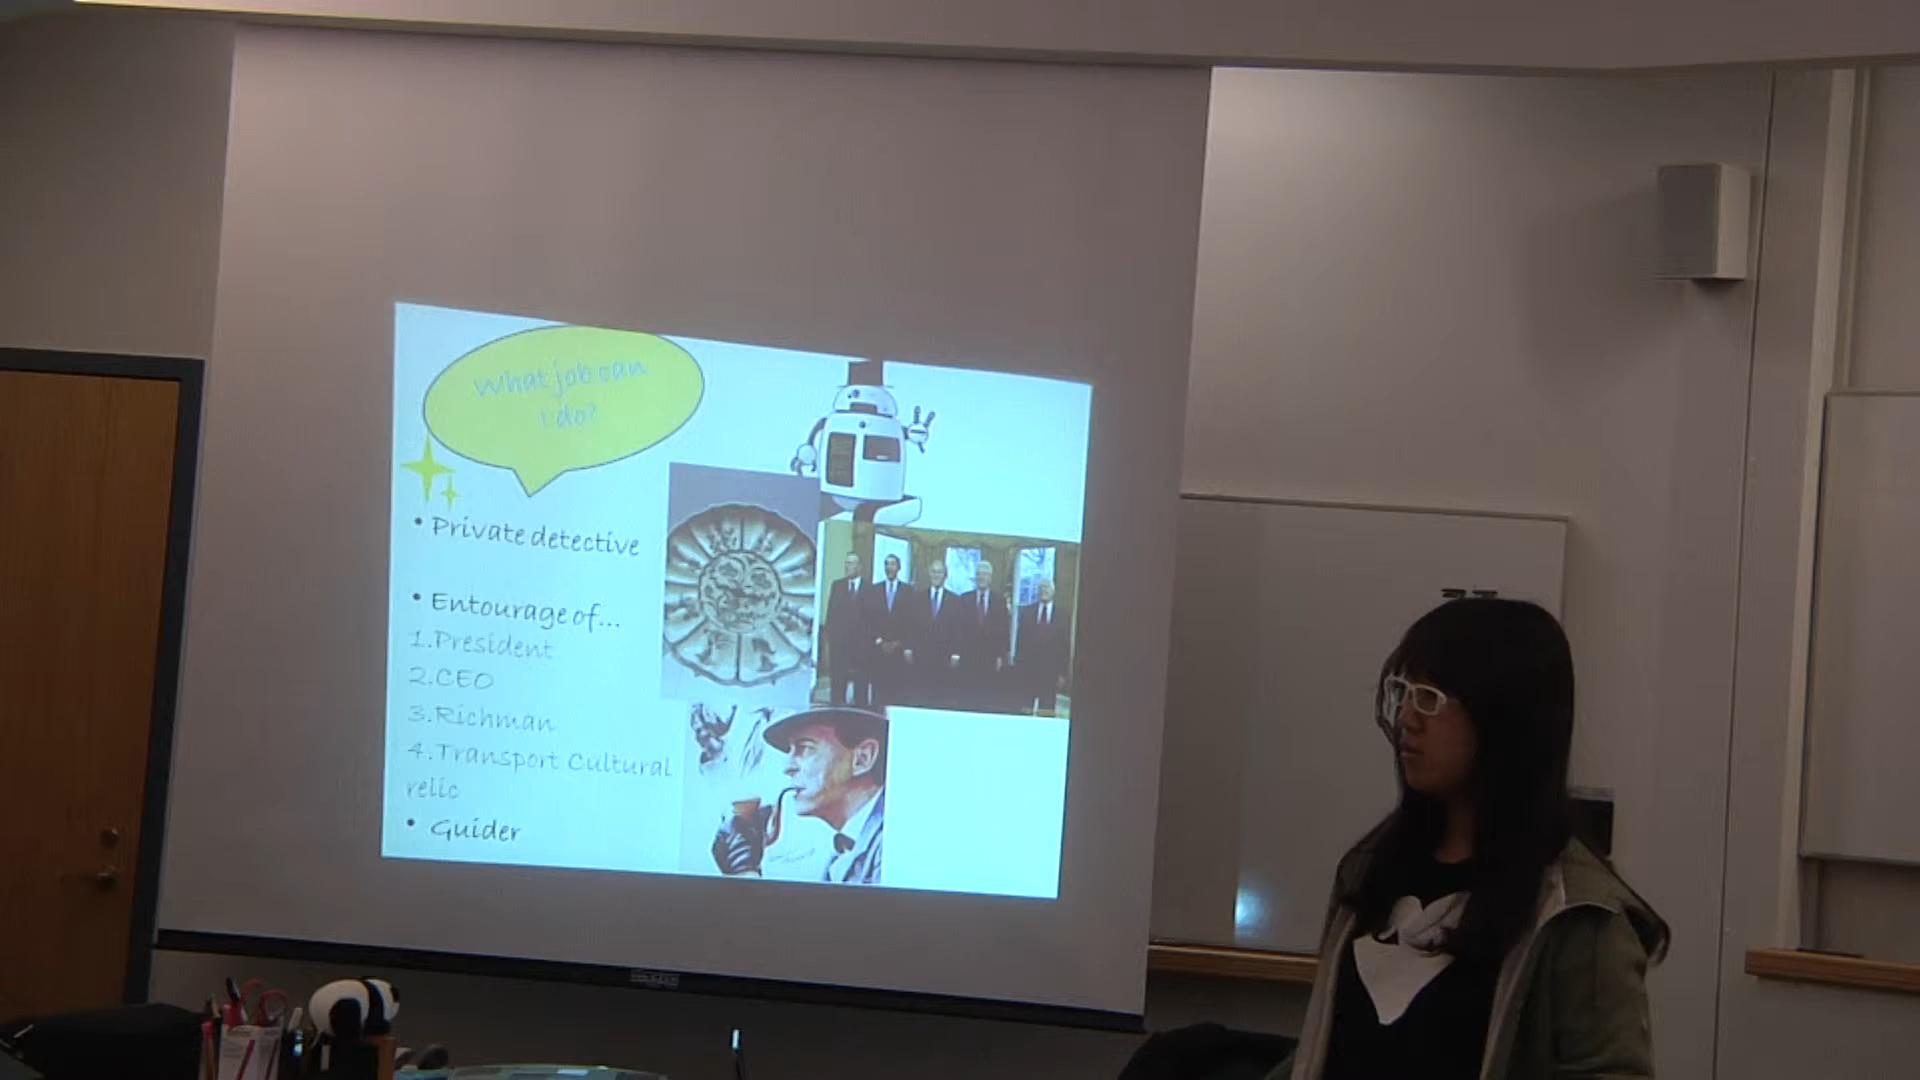 What job can
I do?
• Private detective
• Entourage of...
1.President
2.CEO
3.Richman
4.Transport Cultural
relic
• Guider